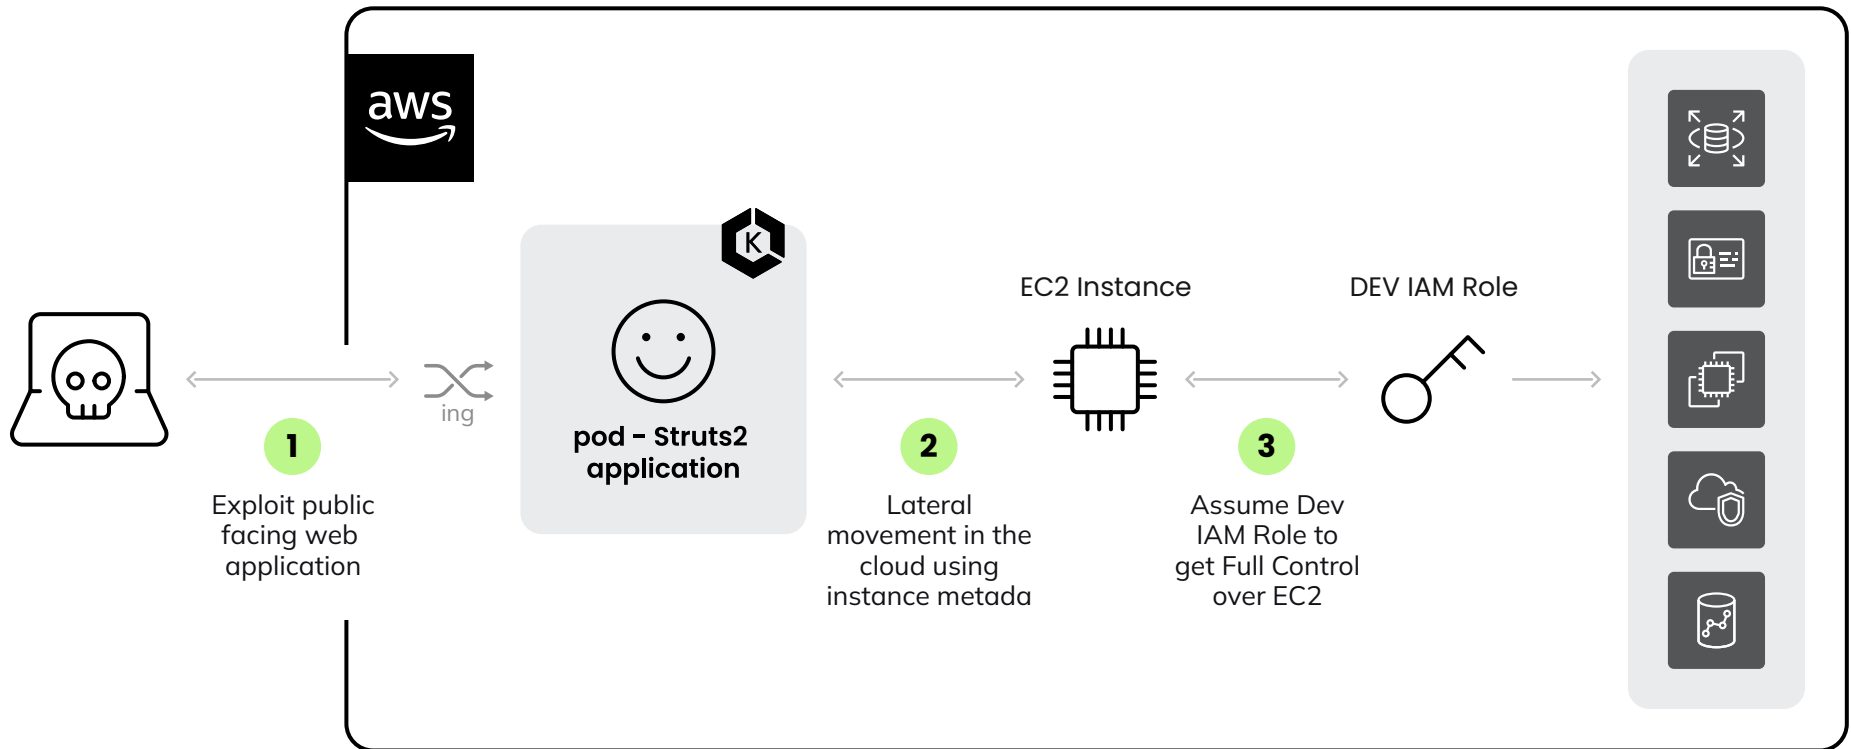 aws
K
EC2 Instance
DEV IAM Role
ing
pod - Struts2
application
1
2
3
Exploit public
facing web
application
Lateral
movement in the
cloud using
instance metada
Assume Dev
IAM Role to
get Full Control
over EC2